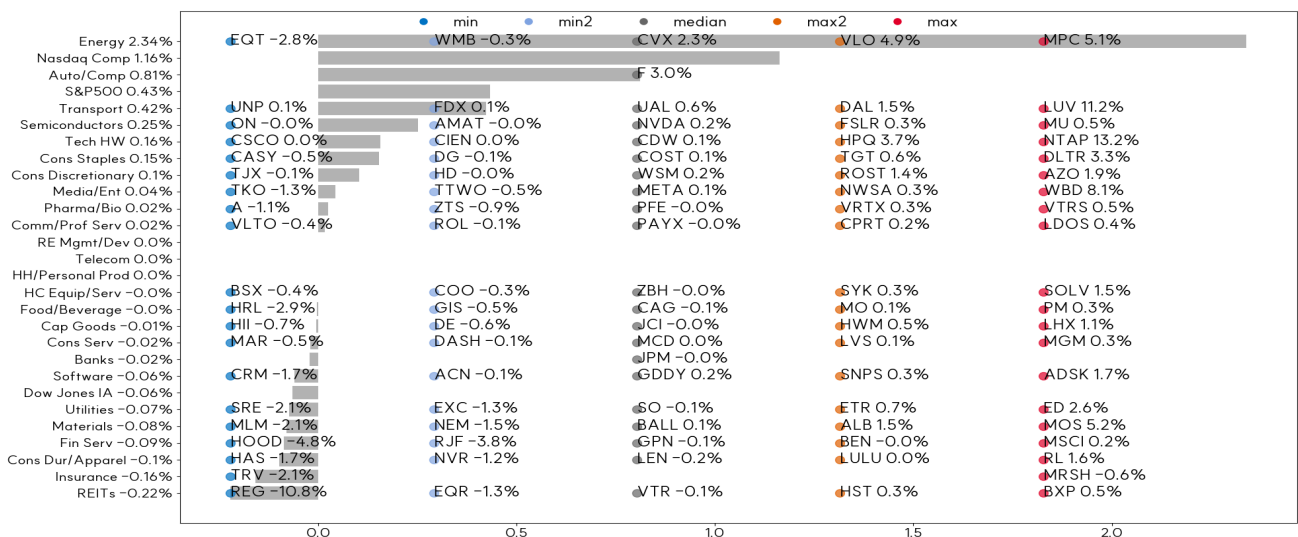 min min2 median max2 max
Energy 2.34% EQT −2.8% WMB −0.3% CVX 2.3% VLO 4.9% MPC 5.1%
Nasdaq Comp 1.16%
Auto/Comp 0.81% F 3.0%
S&P500 0.43%
Transport 0.42% UNP 0.1% FDX 0.1% UAL 0.6% DAL 1.5% LUV 11.2%
Semiconductors 0.25% ON −0.0% AMAT −0.0% NVDA 0.2% FSLR 0.3% MU 0.5%
Tech HW 0.16% CSCO 0.0% CIEN 0.0% CDW 0.1% HPQ 3.7% NTAP 13.2%
Cons Staples 0.15% CASY −0.5% DG −0.1% COST 0.1% TGT 0.6% DLTR 3.3%
Cons Discretionary 0.1% TJX −0.1% HD −0.0% WSM 0.2% ROST 1.4% AZO 1.9%
Media/Ent 0.04% TKO −1.3% TTWO −0.5% META 0.1% NWSA 0.3% WBD 8.1%
Pharma/Bio 0.02% A −1.1% ZTS −0.9% PFE −0.0% VRTX 0.3% VTRS 0.5%
Comm/Prof Serv 0.02% VLTO −0.4% ROL −0.1% PAYX −0.0% CPRT 0.2% LDOS 0.4%
RE Mgmt/Dev 0.0%
Telecom 0.0%
HH/Personal Prod 0.0%
HC Equip/Serv −0.0% BSX −0.4% COO −0.3% ZBH −0.0% SYK 0.3% SOLV 1.5%
Food/Beverage −0.0% HRL −2.9% GIS −0.5% CAG −0.1% MO 0.1% PM 0.3%
Cap Goods −0.01% HII −0.7% DE −0.6% JCI −0.0% HWM 0.5% LHX 1.1%
Cons Serv −0.02% MAR −0.5% DASH −0.1% MCD 0.0% LVS 0.1% MGM 0.3%
Banks −0.02% JPM −0.0%
Software −0.06% CRM −1.7% ACN −0.1% GDDY 0.2% SNPS 0.3% ADSK 1.7%
Dow Jones IA −0.06%
Utilities −0.07% SRE −2.1% EXC −1.3% SO −0.1% ETR 0.7% ED 2.6%
Materials −0.08% MLM −2.1% NEM −1.5% BALL 0.1% ALB 1.5% MOS 5.2%
Fin Serv −0.09% HOOD −4.8% RJF −3.8% GPN −0.1% BEN −0.0% MSCI 0.2%
Cons Dur/Apparel −0.1% HAS −1.7% NVR −1.2% LEN −0.2% LULU 0.0% RL 1.6%
Insurance −0.16% TRV −2.1% MRSH −0.6%
REITs −0.22% REG −10.8% EQR −1.3% VTR −0.1% HST 0.3% BXP 0.5%
0.0 0.5 1.0 1.5 2.0